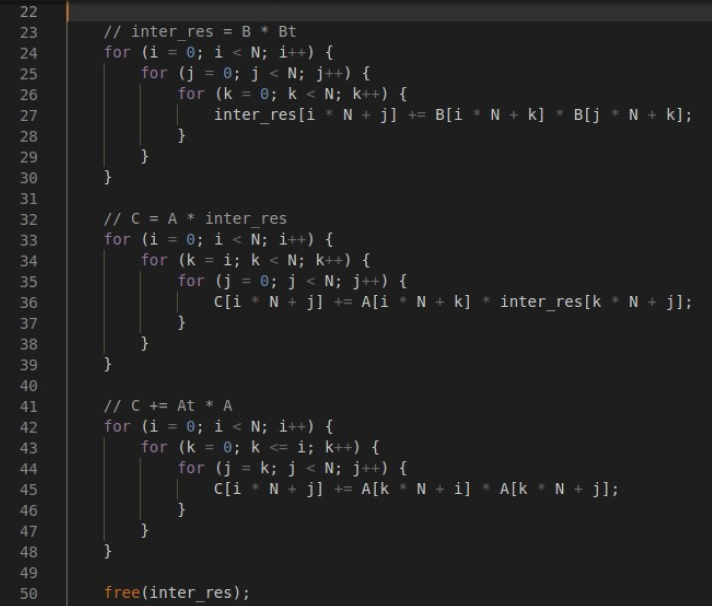 22
23 // inter_res = B * Bt
24 for (i = 0; i < N; i++) {
25 for (j = 0; j < N; j++) {
26 for (k = 0; k < N; k++) {
27 inter_res[i * N + j] += B[i * N + k] * B[j * N + k];
28 }
29 }
30 }
31
32 // C = A * inter_res
33 for (i = 0; i < N; i++) {
34 for (k = i; k < N; k++) {
35 for (j = 0; j < N; j++) {
36 C[i * N + j] += A[i * N + k] * inter_res[k * N + j];
37 }
38 }
39 }
40
41 // C += At * A
42 for (i = 0; i < N; i++) {
43 for (k = 0; k <= i; k++) {
44 for (j = k; j < N; j++) {
45 C[i * N + j] += A[k * N + i] * A[k * N + j];
46 }
47 }
48 }
49
50 free(inter_res);